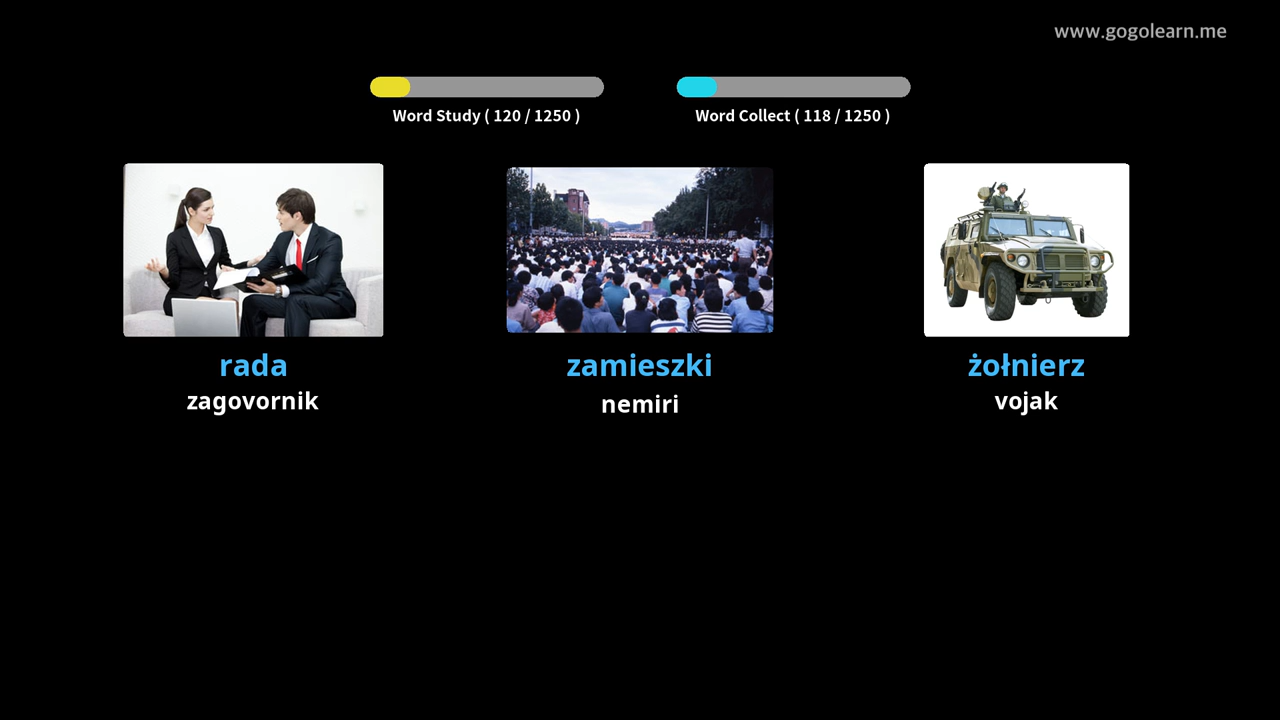 www.gogolearn.me
Word Study ( 120 / 1250 )
Word Collect ( 118 / 1250 )
rada
zagovornik
zamieszki
nemiri
żołnierz
vojak